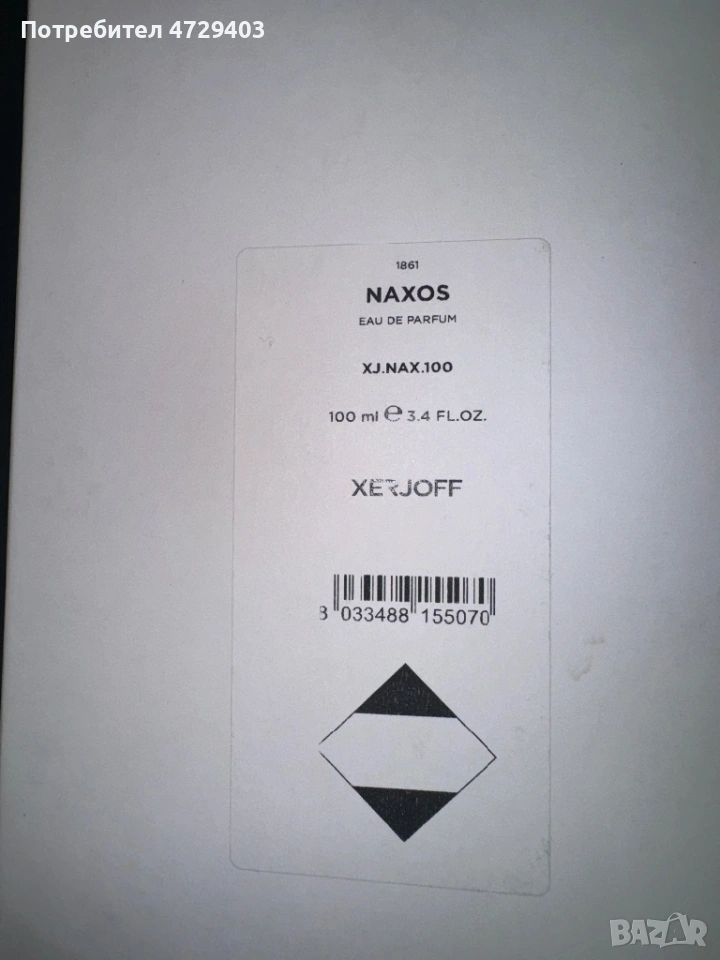 Потребител 4729403
1861
NAXOS
EAU DE PARFUM
XJ.NAX.100
100 ml ℮ 3.4 FL.OZ.
XERJOFF
8 033488 155070
BAZAR